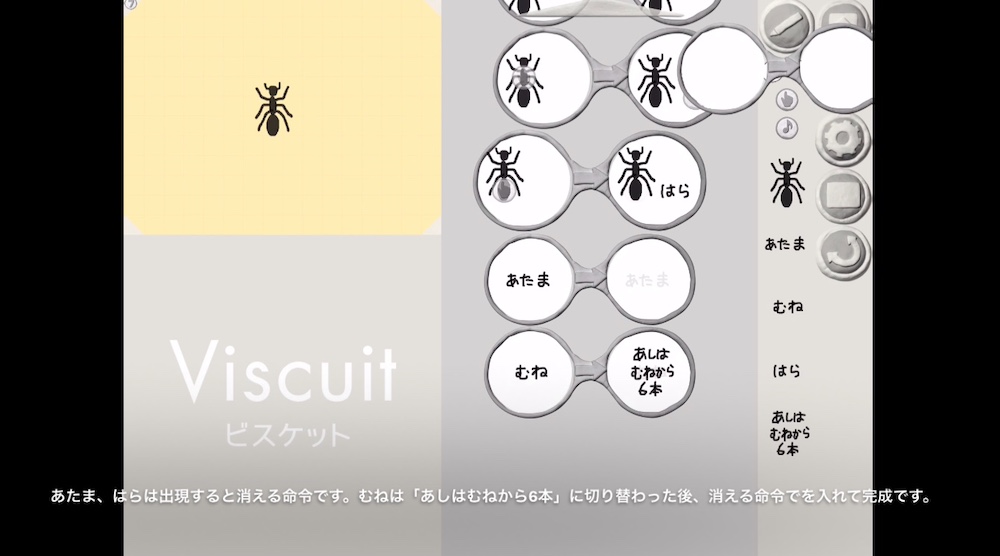 はら
あたま
あたま
むね
あしは
むねから
6本
あたま
むね
はら
あしは
むねから
6本
Viscuit
ビスケット
あたま、はらは出現すると消える命令です。むねは「あしはむねから6本」に切り替わった後、消える命令でを入れて完成です。